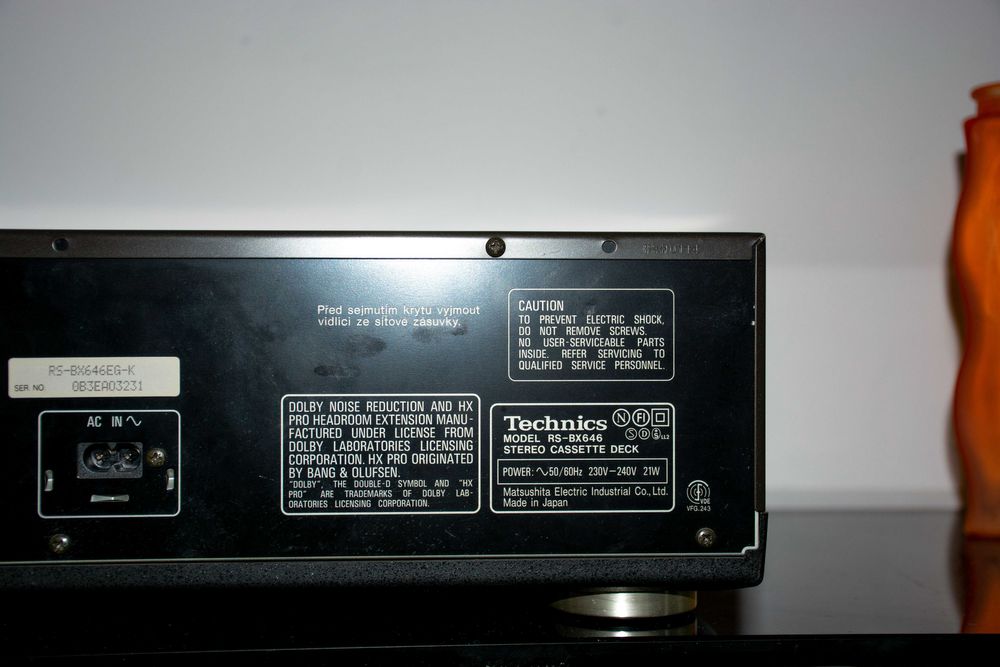 Před sejmutím krytu vyjmout
vidlici ze síťové zásuvky.
CAUTION
TO PREVENT ELECTRIC SHOCK,
DO NOT REMOVE SCREWS.
NO USER-SERVICEABLE PARTS
INSIDE. REFER SERVICING TO
QUALIFIED SERVICE PERSONNEL.
RS-BX646EG-K
SER. NO. 0B3EA03231
AC IN
DOLBY NOISE REDUCTION AND HX
PRO HEADROOM EXTENSION MANU-
FACTURED UNDER LICENSE FROM
DOLBY LABORATORIES LICENSING
CORPORATION. HX PRO ORIGINATED
BY BANG & OLUFSEN.
"DOLBY", THE DOUBLE-D SYMBOL AND "HX
PRO" ARE TRADEMARKS OF DOLBY LAB-
ORATORIES LICENSING CORPORATION.
Technics N FI
S D S LL2
MODEL RS-BX646
STEREO CASSETTE DECK
POWER: ∿50/60Hz 230V-240V 21W
Matsushita Electric Industrial Co., Ltd.
Made in Japan
VDE
VFG.243